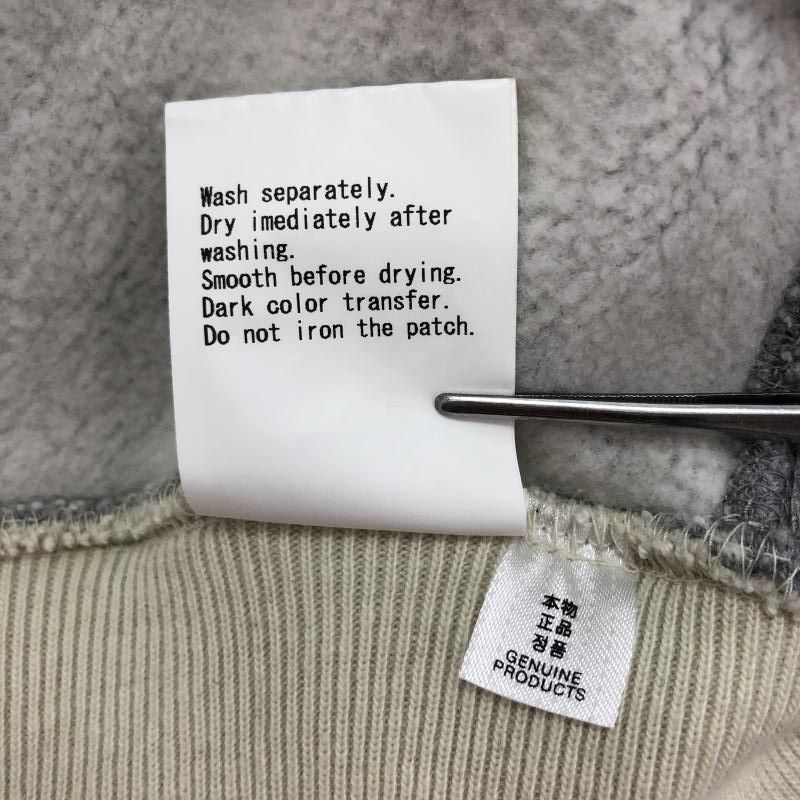 Wash separately.
Dry imediately after
washing.
Smooth before drying.
Dark color transfer.
Do not iron the patch.
本物
正品
정품
GENUINE
PRODUCTS